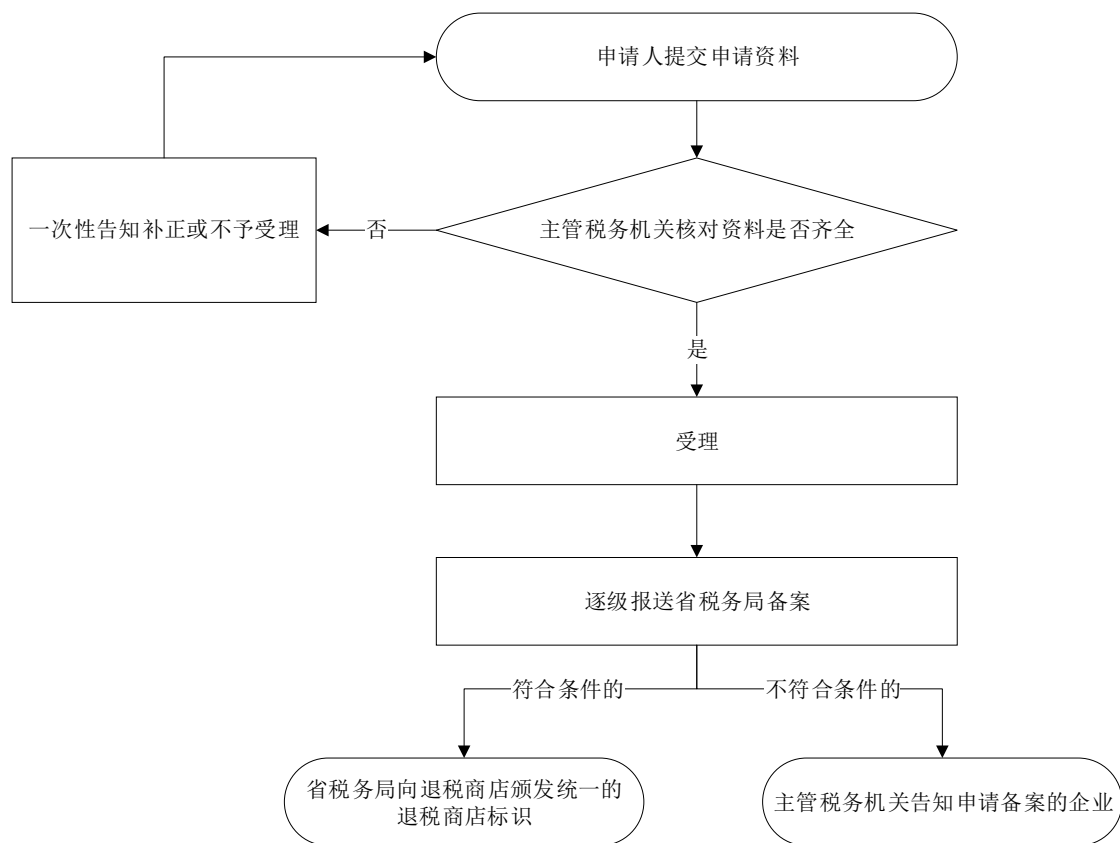 申请人提交申请资料
一次性告知补正或不予受理
否
主管税务机关核对资料是否齐全
是
受理
逐级报送省税务局备案
符合条件的
不符合条件的
省税务局向退税商店颁发统一的
退税商店标识
主管税务机关告知申请备案的企业